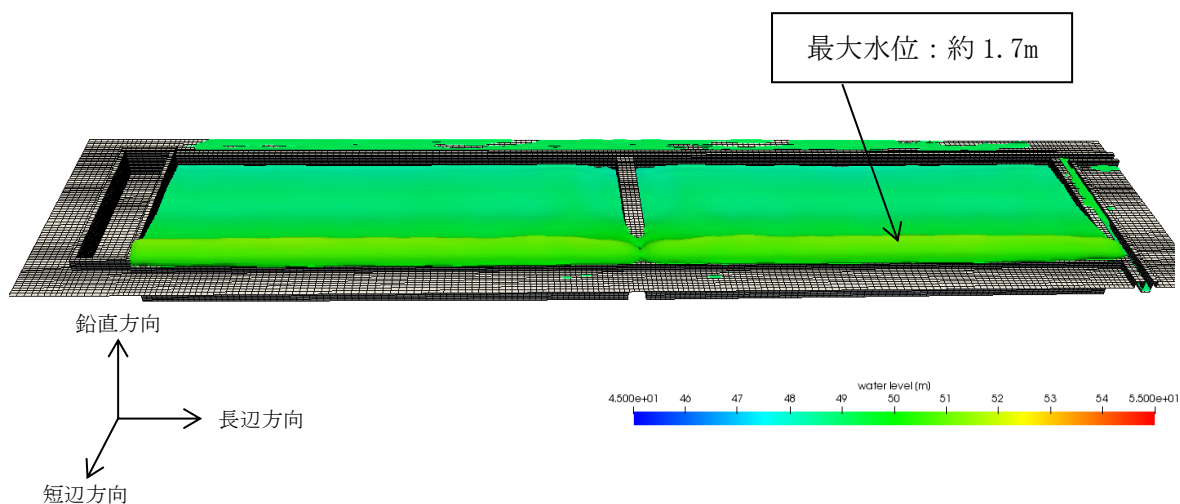 最大水位：約 1.7m
鉛直方向
長辺方向
短辺方向
water level (m)
4.500e+01 46 47 48 49 50 51 52 53 54 5.500e+01